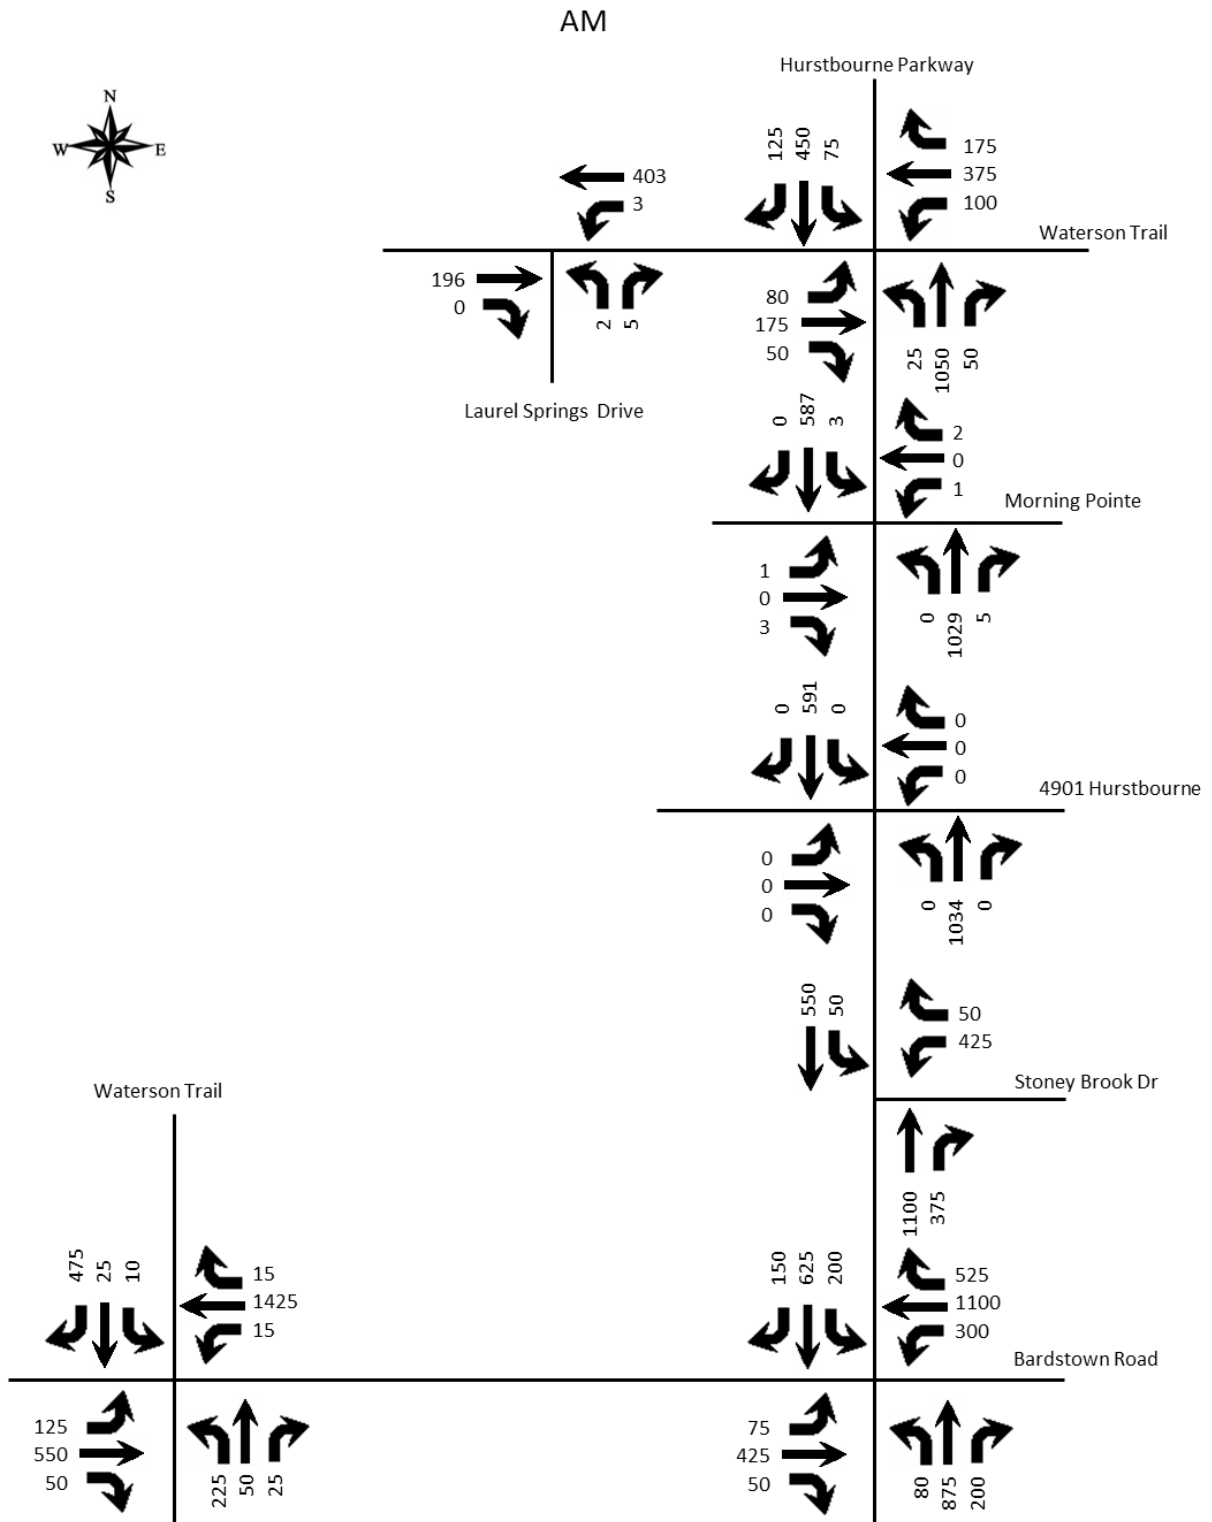 AM
Hurstbourne Parkway
N
W E
S
125 450 75
175
375
100
403
3
Waterson Trail
196
0
2 5
80
175
50
25 1050 50
Laurel Springs Drive
0 587 3
2
0
1
Morning Pointe
1
0
3
0 1029 5
0 591 0
0
0
0
4901 Hurstbourne
0
0
0
0 1034 0
550 50
50
425
Stoney Brook Dr
Waterson Trail
1100 375
475 25 10
15
1425
15
150 625 200
525
1100
300
Bardstown Road
125
550
50
225 50 25
75
425
50
80 875 200